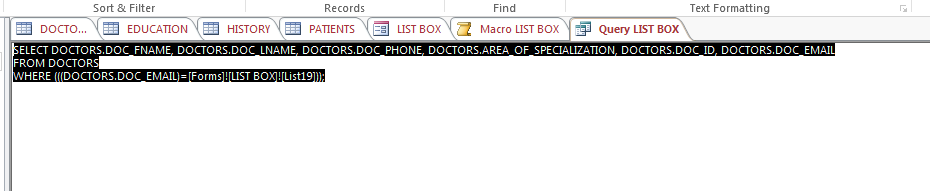 Sort & Filter Records Find Text Formatting
DOCTO... EDUCATION HISTORY PATIENTS LIST BOX Macro LIST BOX Query LIST BOX
SELECT DOCTORS.DOC_FNAME, DOCTORS.DOC_LNAME, DOCTORS.DOC_PHONE, DOCTORS.AREA_OF_SPECIALIZATION, DOCTORS.DOC_ID, DOCTORS.DOC_EMAIL
FROM DOCTORS
WHERE (((DOCTORS.DOC_EMAIL)=[Forms]![LIST BOX]![List19]));